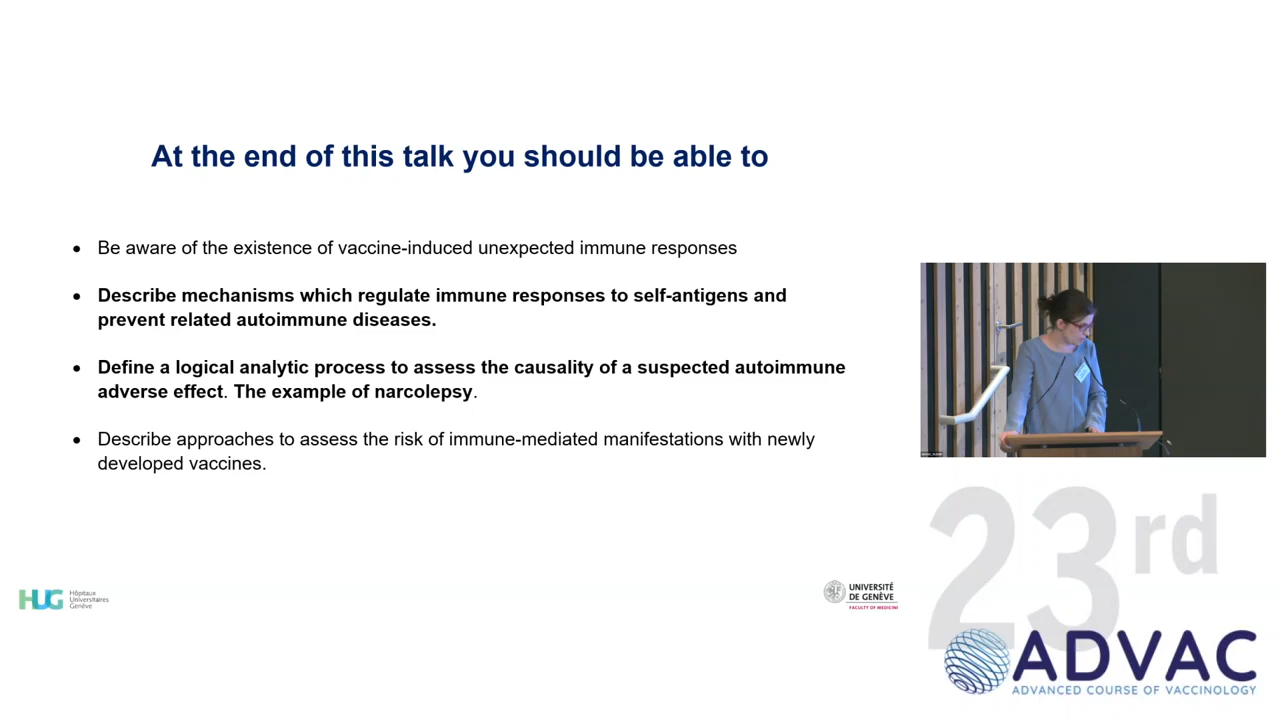 At the end of this talk you should be able to
• Be aware of the existence of vaccine-induced unexpected immune responses
• Describe mechanisms which regulate immune responses to self-antigens and
prevent related autoimmune diseases.
• Define a logical analytic process to assess the causality of a suspected autoimmune
adverse effect. The example of narcolepsy.
• Describe approaches to assess the risk of immune-mediated manifestations with newly
developed vaccines.
HUG
Hôpitaux
Universitaires
Genève
UNIVERSITÉ
DE GENÈVE
FACULTY OF MEDICINE
23rd
ADVAC
ADVANCED COURSE OF VACCINOLOGY